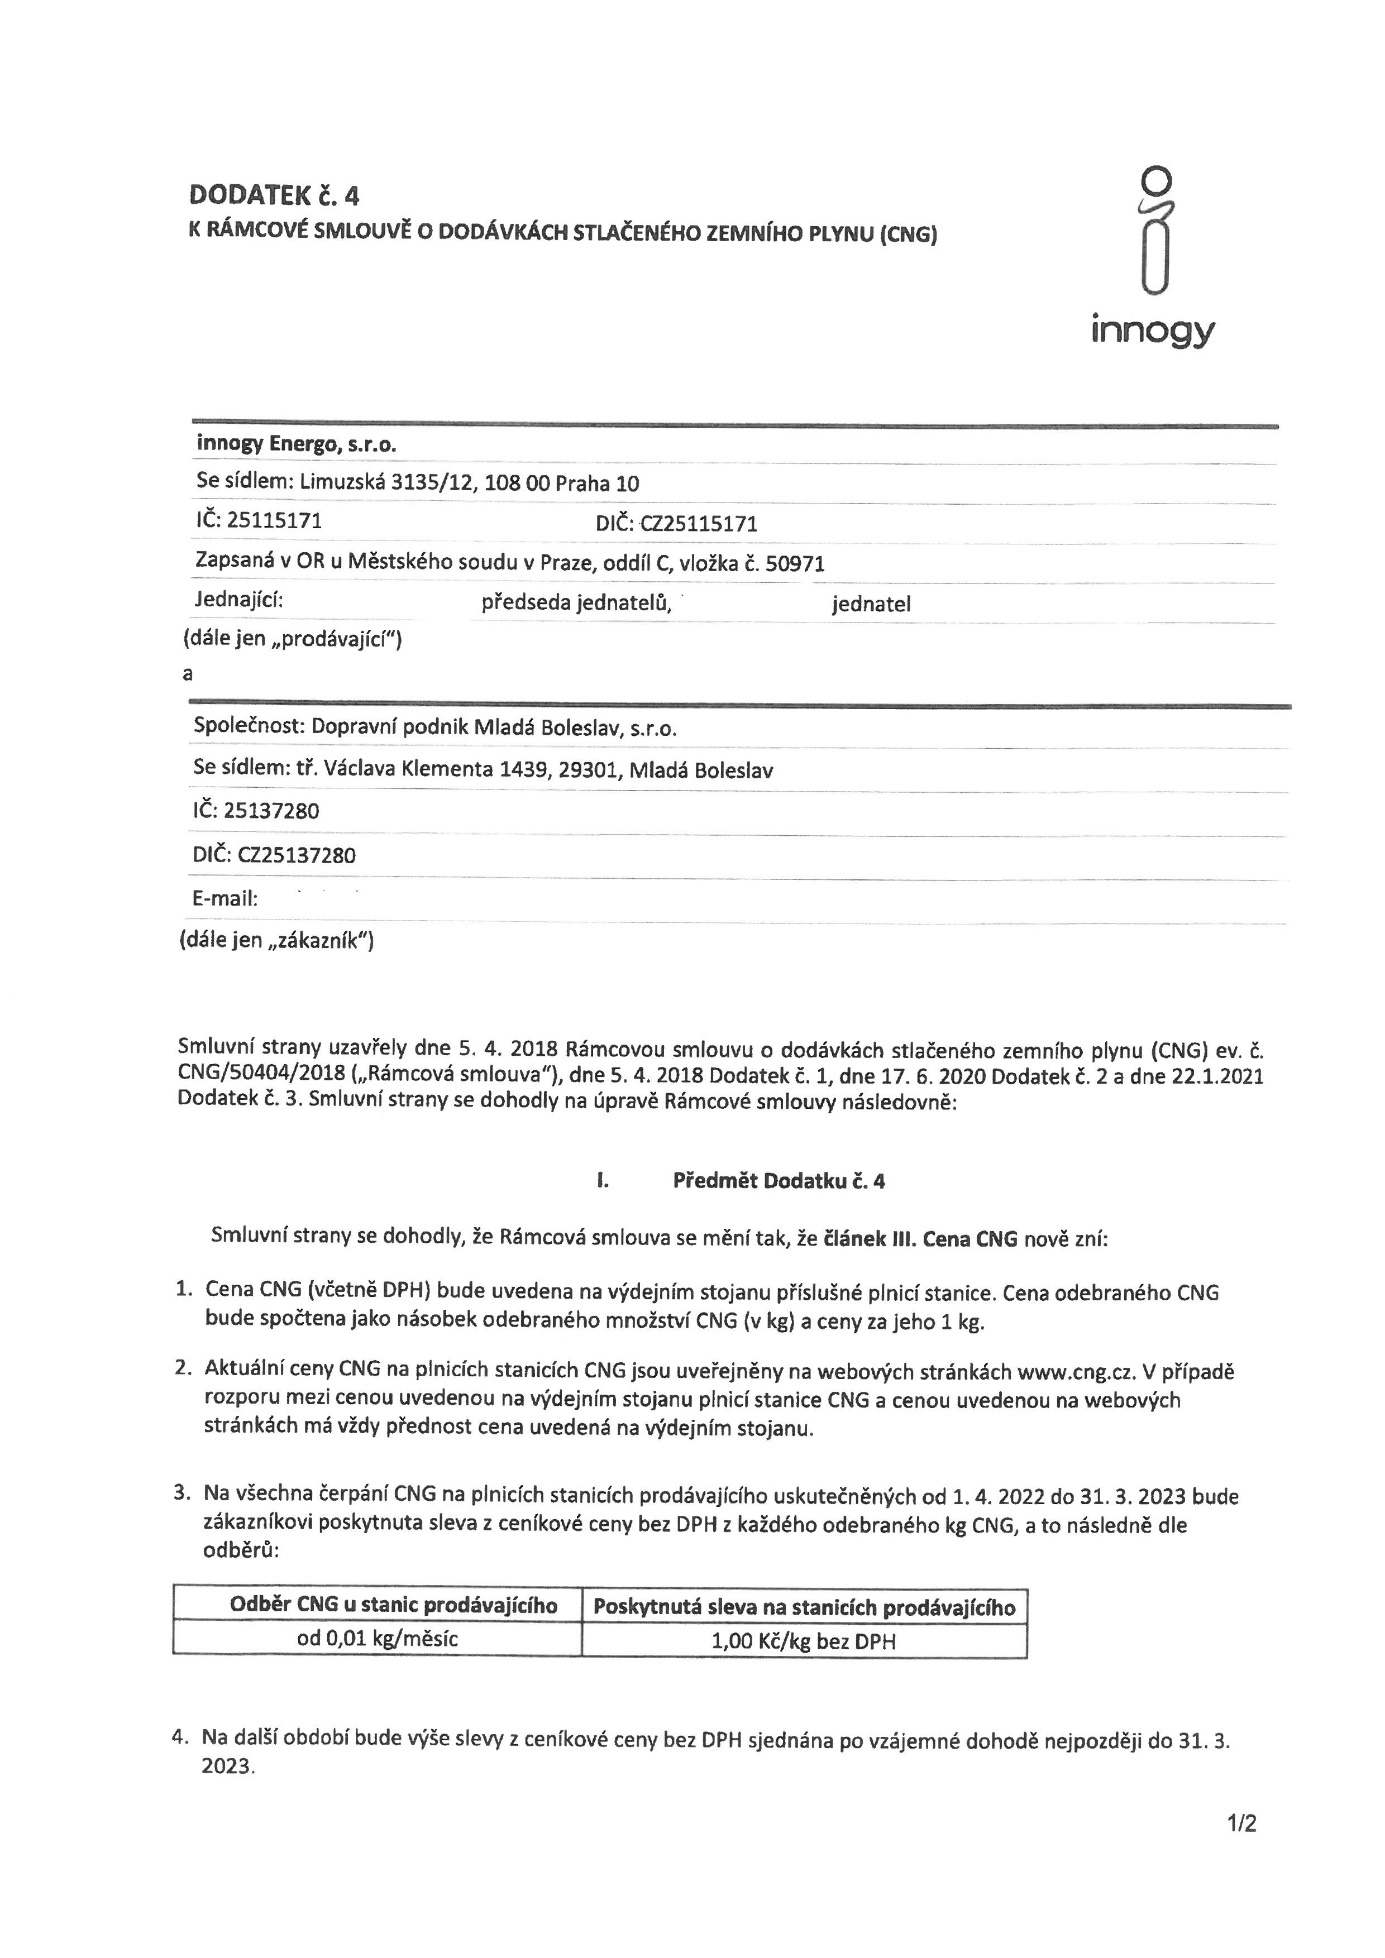 DODATEK č. 4
K RÁMCOVÉ SMLOUVĚ O DODÁVKÁCH STLAČENÉHO ZEMNÍHO PLYNU (CNG)
innogy
innogy Energo, s.r.o.
Se sídlem: Limuzská 3135/12, 108 00 Praha 10
IČ: 25115171 DIČ: CZ25115171
Zapsaná v OR u Městského soudu v Praze, oddíl C, vložka č. 50971
Jednající: předseda jednatelů, jednatel
(dále jen „prodávající“)
a
Společnost: Dopravní podnik Mladá Boleslav, s.r.o.
Se sídlem: tř. Václava Klementa 1439, 29301, Mladá Boleslav
IČ: 25137280
DIČ: CZ25137280
E-mail:
(dále jen „zákazník“)
Smluvní strany uzavřely dne 5. 4. 2018 Rámcovou smlouvu o dodávkách stlačeného zemního plynu (CNG) ev. č.
CNG/50404/2018 („Rámcová smlouva“), dne 5. 4. 2018 Dodatek č. 1, dne 17. 6. 2020 Dodatek č. 2 a dne 22.1.2021
Dodatek č. 3. Smluvní strany se dohodly na úpravě Rámcové smlouvy následovně:
I. Předmět Dodatku č. 4
Smluvní strany se dohodly, že Rámcová smlouva se mění tak, že článek III. Cena CNG nově zní:
1. Cena CNG (včetně DPH) bude uvedena na výdejním stojanu příslušné plnicí stanice. Cena odebraného CNG
bude spočtena jako násobek odebraného množství CNG (v kg) a ceny za jeho 1 kg.
2. Aktuální ceny CNG na plnicích stanicích CNG jsou uveřejněny na webových stránkách www.cng.cz. V případě
rozporu mezi cenou uvedenou na výdejním stojanu plnicí stanice CNG a cenou uvedenou na webových
stránkách má vždy přednost cena uvedená na výdejním stojanu.
3. Na všechna čerpání CNG na plnicích stanicích prodávajícího uskutečněných od 1. 4. 2022 do 31. 3. 2023 bude
zákazníkovi poskytnuta sleva z ceníkové ceny bez DPH z každého odebraného kg CNG, a to následně dle
odběrů:
Odběr CNG u stanic prodávajícího Poskytnutá sleva na stanicích prodávajícího
od 0,01 kg/měsíc 1,00 Kč/kg bez DPH
4. Na další období bude výše slevy z ceníkové ceny bez DPH sjednána po vzájemné dohodě nejpozději do 31. 3.
2023.
1/2